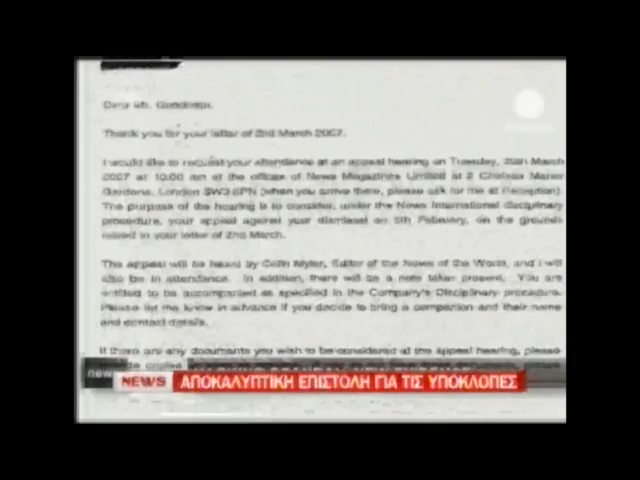 Dear Mr. Goodman,
Thank you for your letter of 2nd March 2007.
I would like to request your attendance at an appeal hearing on Tuesday, 20th March
2007 at 10.00 am at the offices of News Magazines Limited at 2 Chelsea Manor
Gardens, London SW3 5PN (when you arrive there, please ask for me at Reception).
The purpose of the hearing is to consider, under the News International disciplinary
procedure, your appeal against your dismissal on 5th February, on the grounds
raised in your letter of 2nd March.
The appeal will be heard by Colin Myler, Editor of the News of the World, and I will
also be in attendance. In addition, there will be a note taker present. You are
entitled to be accompanied as specified in the Company's Disciplinary procedure.
Please let me know in advance if you decide to bring a companion and their name
and contact details.
If there are any documents you wish to be considered at the appeal hearing, please
new
NEWS ΑΠΟΚΑΛΥΠΤΙΚΗ ΕΠΙΣΤΟΛΗ ΓΙΑ ΤΙΣ ΥΠΟΚΛΟΠΕΣ